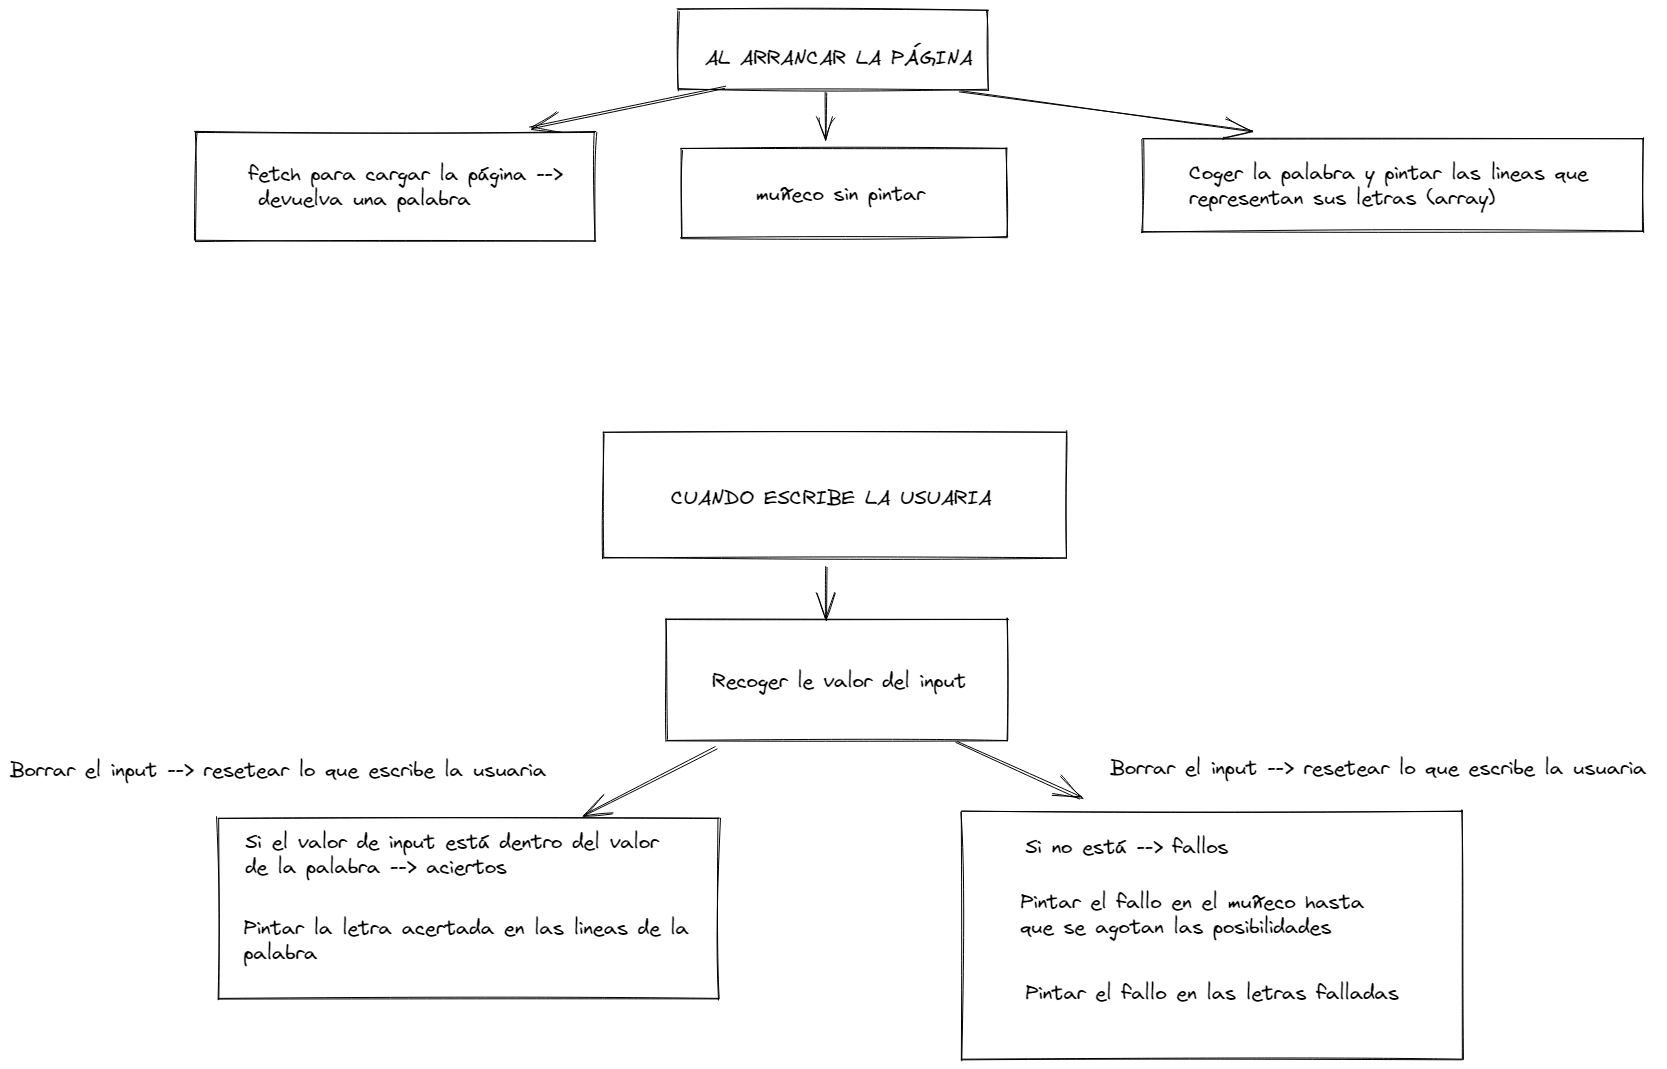 AL ARRANCAR LA PÁGINA
fetch para cargar la página -->
devuelva una palabra
muñeco sin pintar
Coger la palabra y pintar las lineas que
representan sus letras (array)
CUANDO ESCRIBE LA USUARIA
Recoger le valor del input
Borrar el input --> resetear lo que escribe la usuaria
Borrar el input --> resetear lo que escribe la usuaria
Si el valor de input está dentro del valor
de la palabra --> aciertos
Pintar la letra acertada en las lineas de la
palabra
Si no está --> fallos
Pintar el fallo en el muñeco hasta
que se agotan las posibilidades
Pintar el fallo en las letras falladas